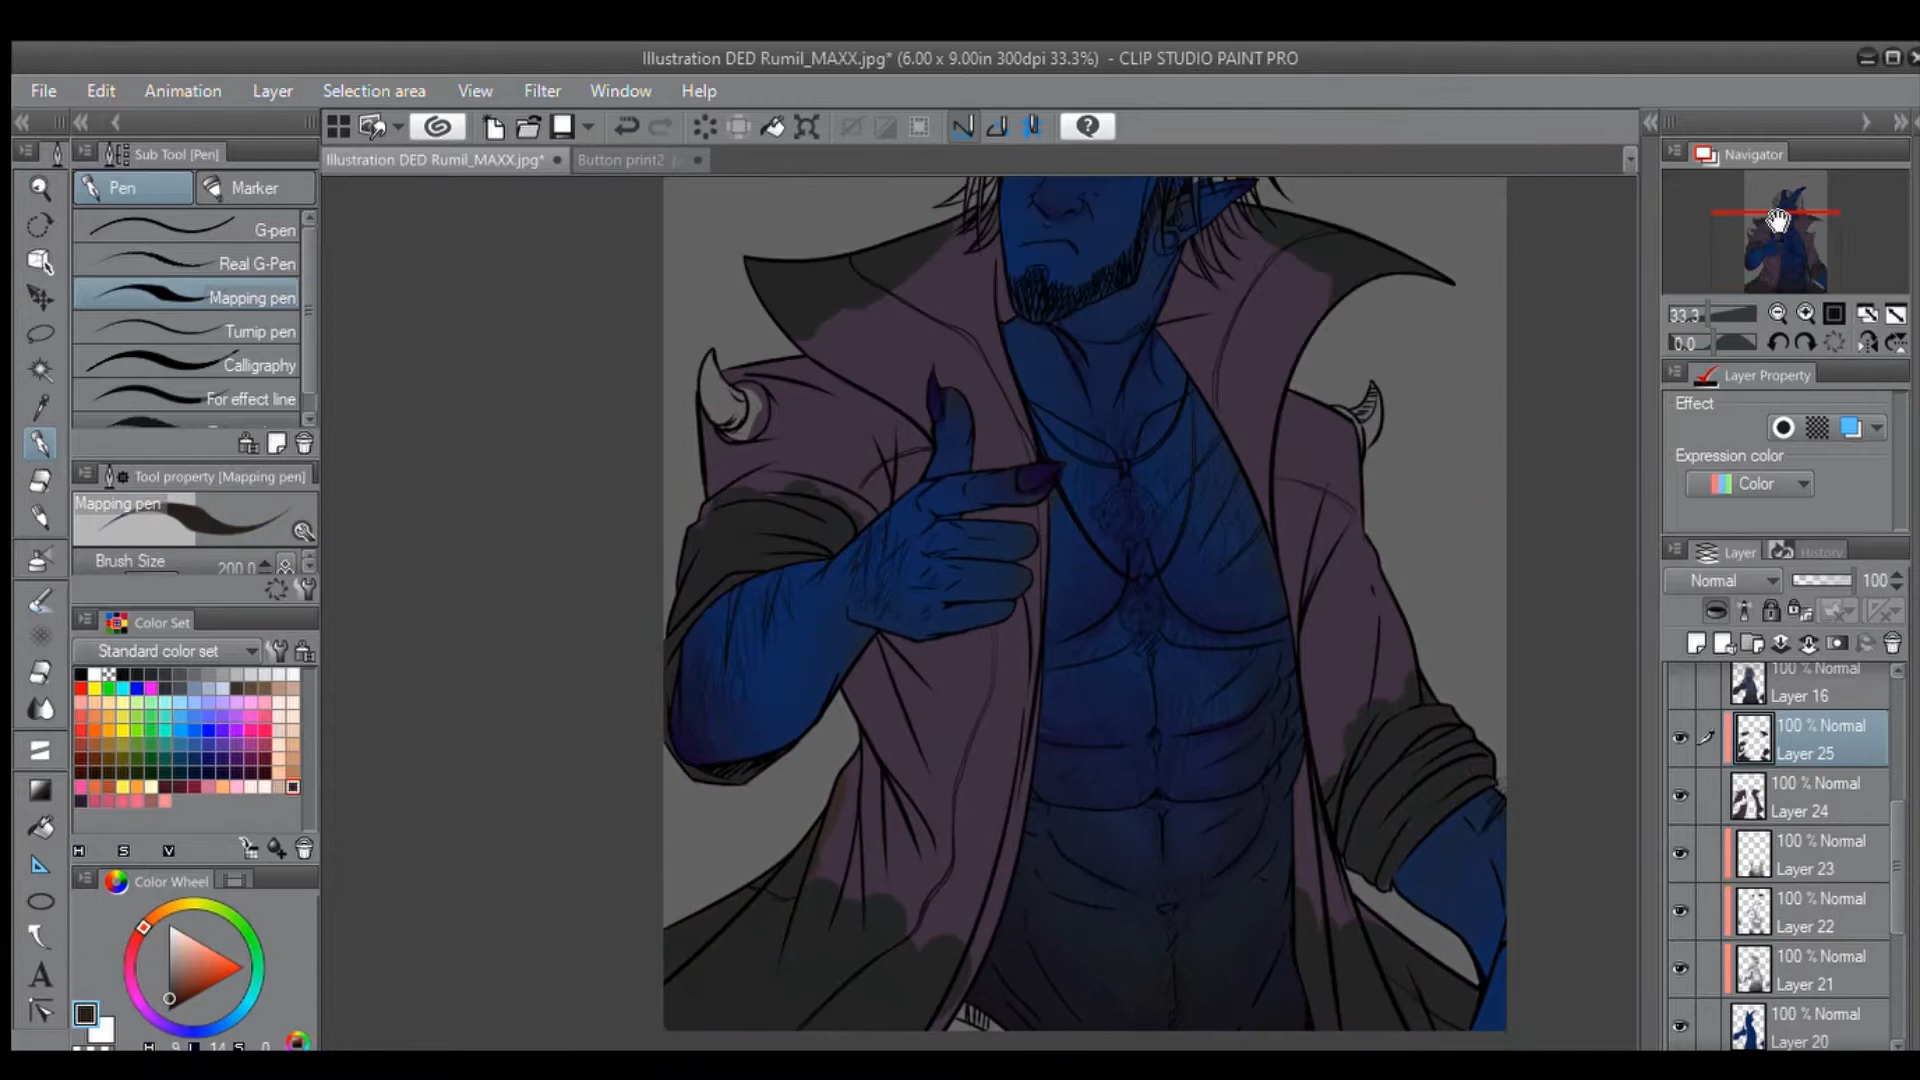 Illustration DED Rumil_MAXX.jpg* (6.00 x 9.00in 300dpi 33.3%) - CLIP STUDIO PAINT PRO
File Edit Animation Layer Selection area View Filter Window Help
Sub Tool [Pen]
Illustration DED Rumil_MAXX.jpg*
Button print2
Navigator
Pen
Marker
G-pen
Real G-Pen
Mapping pen
Turnip pen
Calligraphy
For effect line
Tool property [Mapping pen]
Mapping pen
Brush Size 200.0
Color Set
Standard color set
H S V
Color Wheel
H 9 L 14 S 0
33.3
0.0
Layer Property
Effect
Expression color
Color
Layer
History
Normal
100
100 % Normal
Layer 16
100 % Normal
Layer 25
100 % Normal
Layer 24
100 % Normal
Layer 23
100 % Normal
Layer 22
100 % Normal
Layer 21
100 % Normal
Layer 20